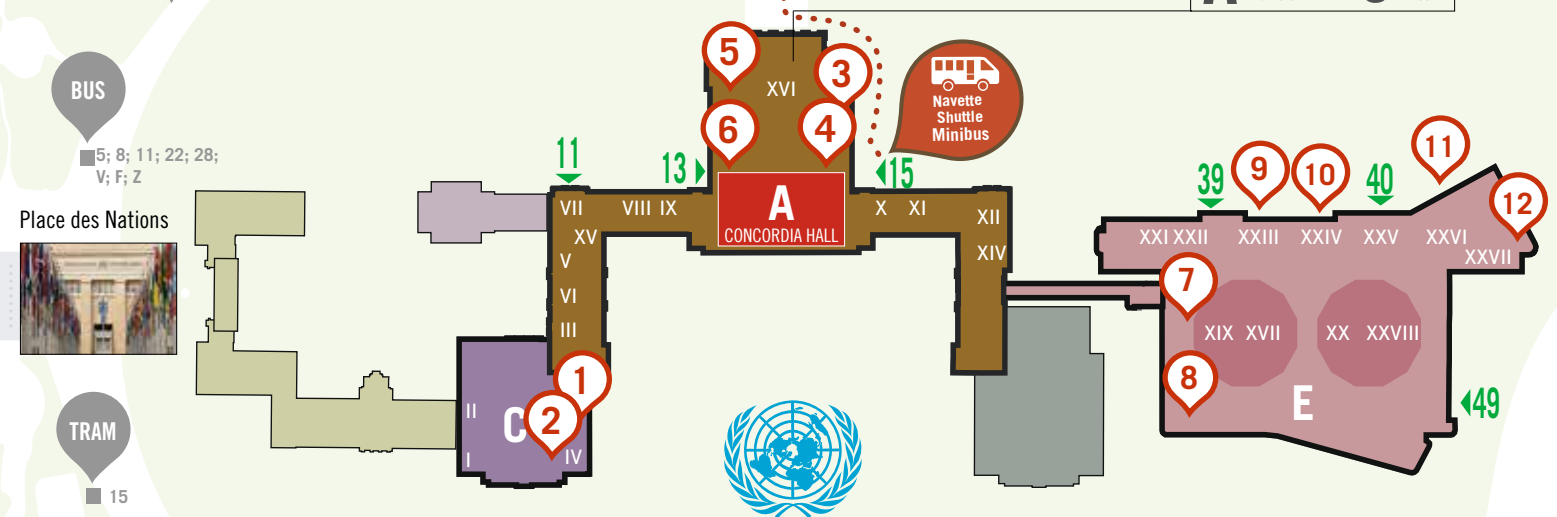 5
3
XVI
Navette
Shuttle
Minibus
BUS
6
4
5; 8; 11; 22; 28;
V; F; Z
11
13
15
39
9
10
40
11
12
Place des Nations
VII
VIII IX
A
CONCORDIA HALL
X XI
XII
XV
XIV
V
VI
III
XXI XXII XXIII XXIV XXV XXVI
XXVII
7
XIX XVII
XX XXVIII
1
8
2
II
C
E
49
I
IV
TRAM
15